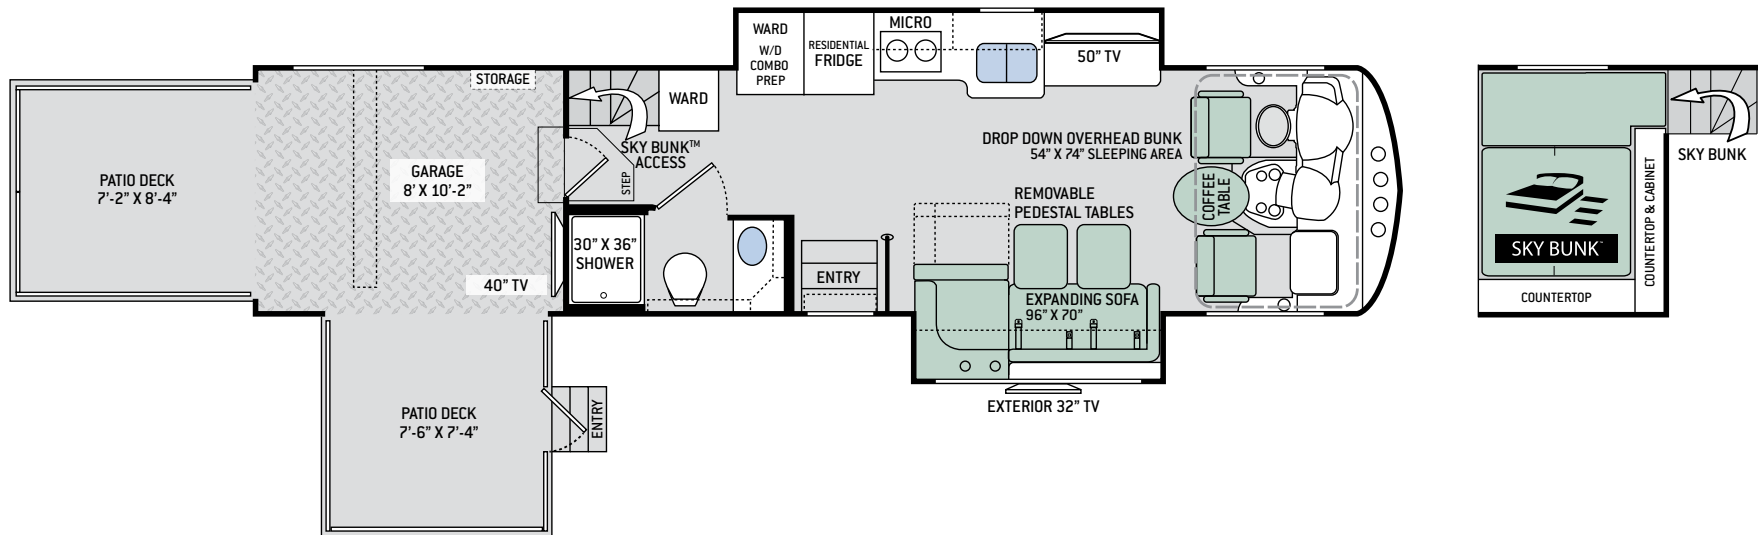 WARD
W/D
COMBO
PREP
RESIDENTIAL
FRIDGE
MICRO
50" TV
STORAGE
WARD
SKY BUNK™
ACCESS
STEP
GARAGE
8' X 10'-2"
PATIO DECK
7'-2" X 8'-4"
40" TV
30" X 36"
SHOWER
ENTRY
DROP DOWN OVERHEAD BUNK
54" X 74" SLEEPING AREA
REMOVABLE
PEDESTAL TABLES
COFFEE
TABLE
EXPANDING SOFA
96" X 70"
EXTERIOR 32" TV
PATIO DECK
7'-6" X 7'-4"
ENTRY
SKY BUNK
SKY BUNK™
COUNTERTOP & CABINET
COUNTERTOP